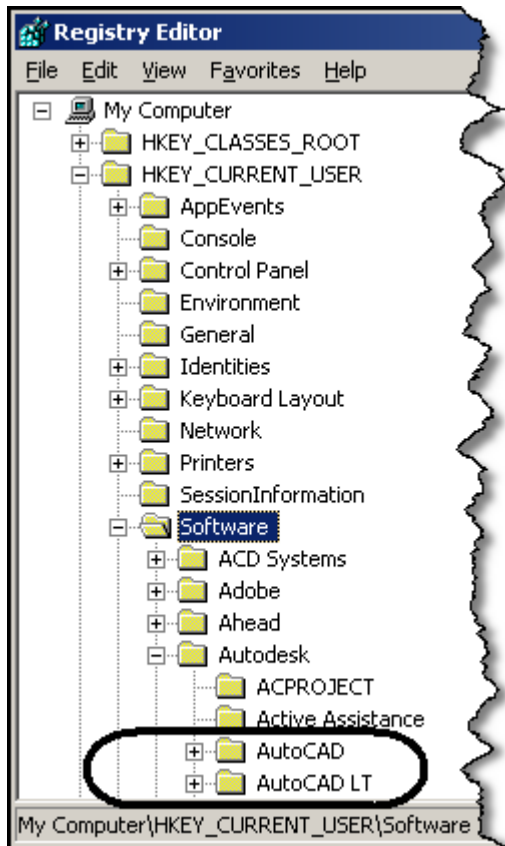 Registry Editor
File Edit View Favorites Help
My Computer
HKEY_CLASSES_ROOT
HKEY_CURRENT_USER
AppEvents
Console
Control Panel
Environment
General
Identities
Keyboard Layout
Network
Printers
SessionInformation
Software
ACD Systems
Adobe
Ahead
Autodesk
ACPROJECT
Active Assistance
AutoCAD
AutoCAD LT
My Computer\HKEY_CURRENT_USER\Software